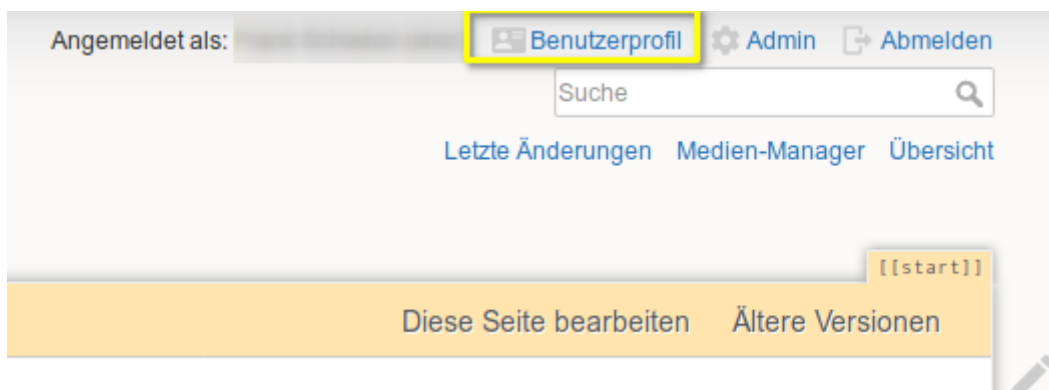 Angemeldet als: Benutzerprofil Admin Abmelden
Suche
Letzte Änderungen Medien-Manager Übersicht
[[start]]
Diese Seite bearbeiten Ältere Versionen